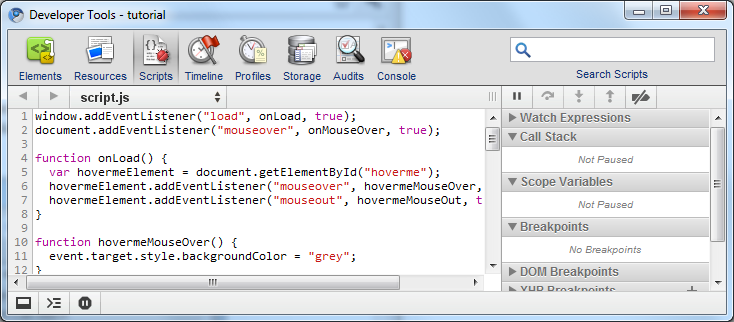 Developer Tools - tutorial
Elements Resources Scripts Timeline Profiles Storage Audits Console
Search Scripts
script.js
1 window.addEventListener("load", onLoad, true);
2 document.addEventListener("mouseover", onMouseOver, true);
3
4 function onLoad() {
5 var hovermeElement = document.getElementById("hoverme");
6 hovermeElement.addEventListener("mouseover", hovermeMouseOver,
7 hovermeElement.addEventListener("mouseout", hovermeMouseOut, t
8 }
9
10 function hovermeMouseOver() {
11 event.target.style.backgroundColor = "grey";
12 }
Watch Expressions
Call Stack
Not Paused
Scope Variables
Not Paused
Breakpoints
No Breakpoints
DOM Breakpoints
XHR Breakpoints